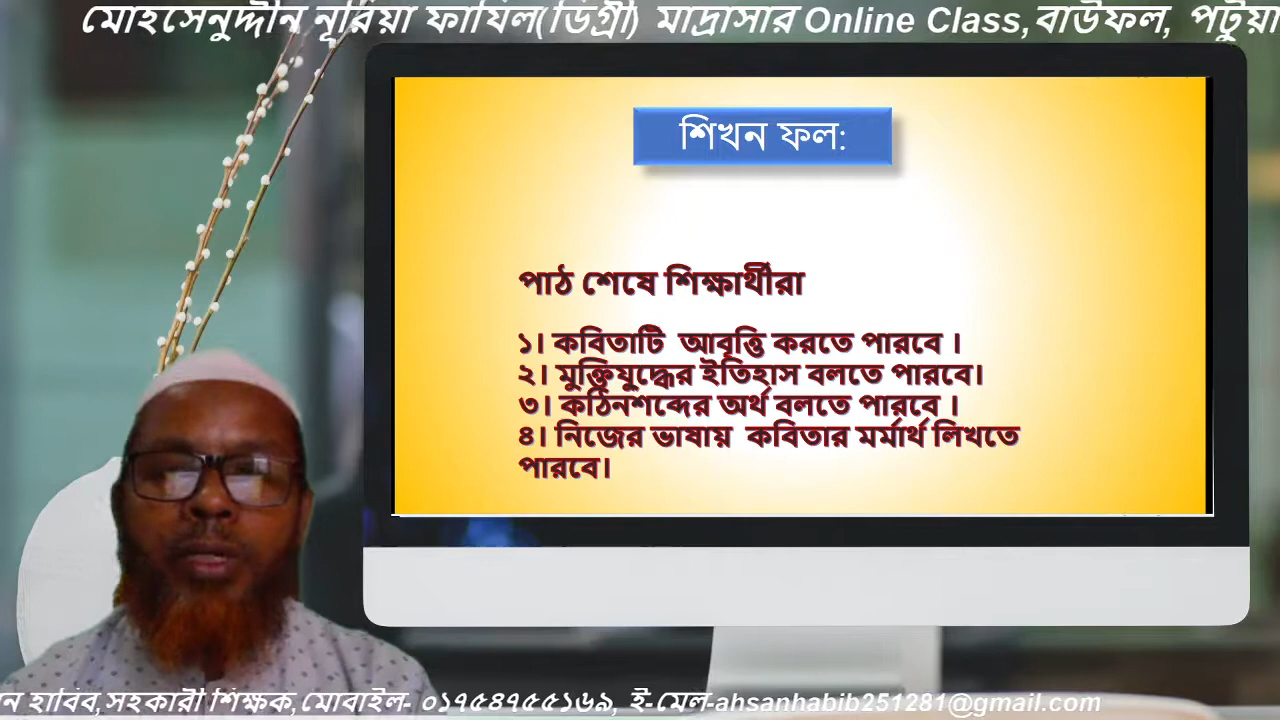 মোহসেনুদ্দীন নূরিয়া ফাযিল(ডিগ্রী) মাদ্রাসার Online Class,বাউফল, পটুয়া
শিখন ফল:
পাঠ শেষে শিক্ষার্থীরা
১। কবিতাটি আবৃত্তি করতে পারবে ।
২। মুক্তিযুদ্ধের ইতিহাস বলতে পারবে।
৩। কঠিনশব্দের অর্থ বলতে পারবে ।
৪। নিজের ভাষায় কবিতার মর্মার্থ লিখতে
পারবে।
ন হাবিব,সহকারী শিক্ষক,মোবাইল- ০১৭৫৪৭৫৫১৬৯, ই-মেল-ahsanhabib251281@gmail.com